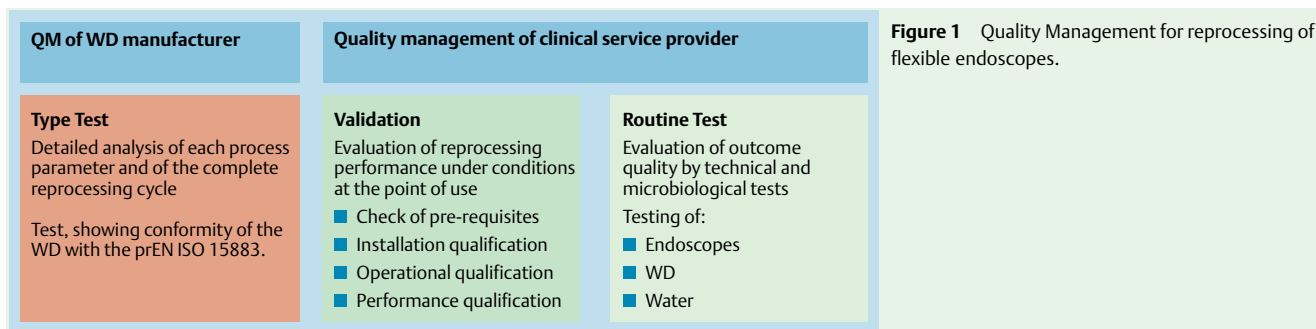 QM of WD manufacturer
Quality management of clinical service provider
Type Test
Detailed analysis of each process
parameter and of the complete
reprocessing cycle
Test, showing conformity of the
WD with the prEN ISO 15883.
Validation
Evaluation of reprocessing
performance under conditions
at the point of use
Check of pre-requisites
Installation qualification
Operational qualification
Performance qualification
Routine Test
Evaluation of outcome
quality by technical and
microbiological tests
Testing of:
Endoscopes
WD
Water
Figure 1 Quality Management for reprocessing of
flexible endoscopes.